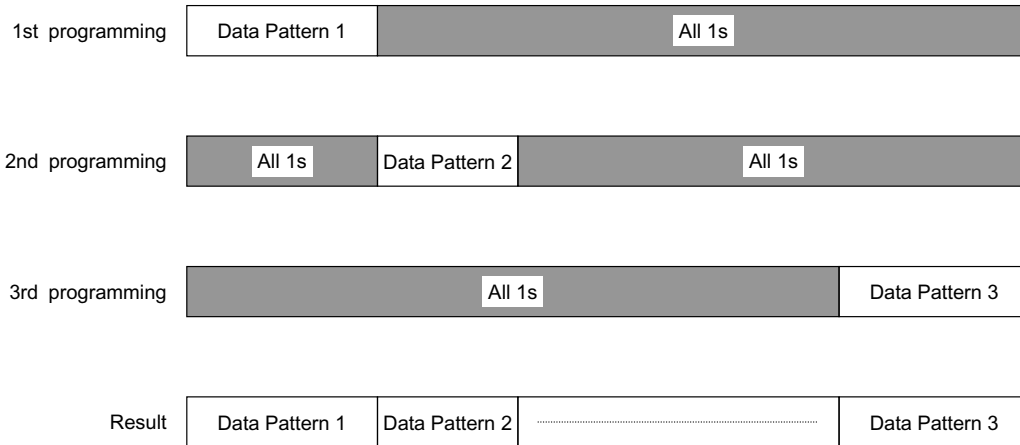 1st programming
Data Pattern 1
All 1s
2nd programming
All 1s
Data Pattern 2
All 1s
3rd programming
All 1s
Data Pattern 3
Result
Data Pattern 1
Data Pattern 2
Data Pattern 3